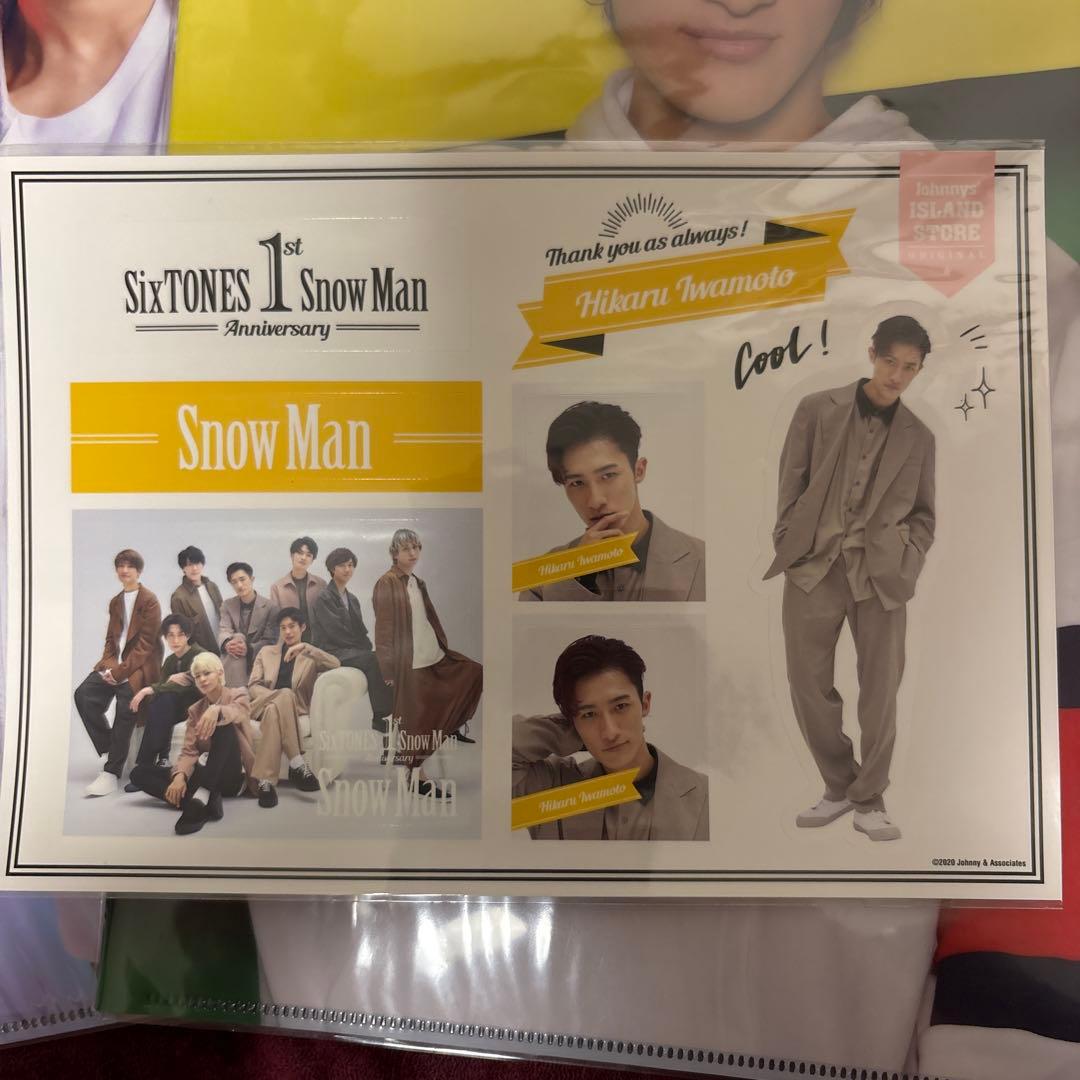 SixTONES 1st Snow Man
Anniversary
Thank you as always!
Hikaru Iwamoto
Johnnys'
ISLAND
STORE
ORIGINAL
Cool!
Snow Man
Hikaru Iwamoto
Hikaru Iwamoto
SixTONES 1st Snow Man
Anniversary
Snow Man
©2020 Johnny & Associates